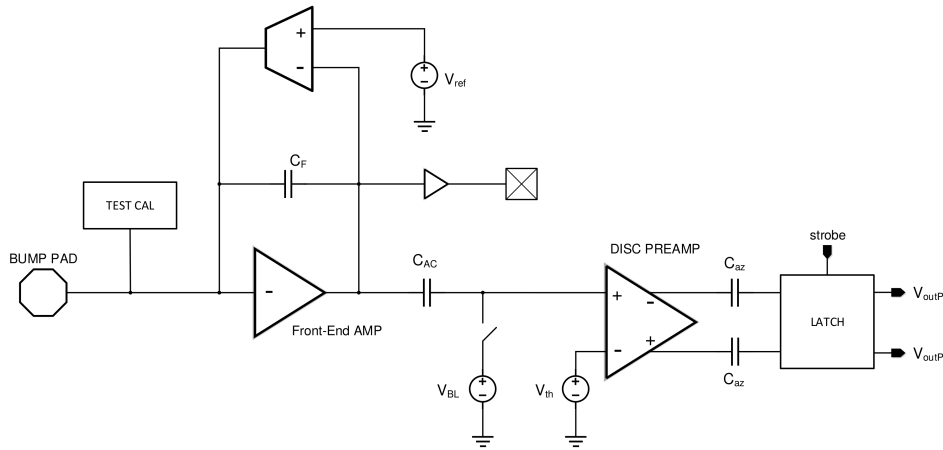 +
-
+
-
V_ref
C_F
TEST CAL
BUMP PAD
-
Front-End AMP
C_AC
DISC PREAMP
strobe
C_az
+
-
+
-
LATCH
V_outP
V_outP
C_az
V_BL
+
-
V_th
+
-